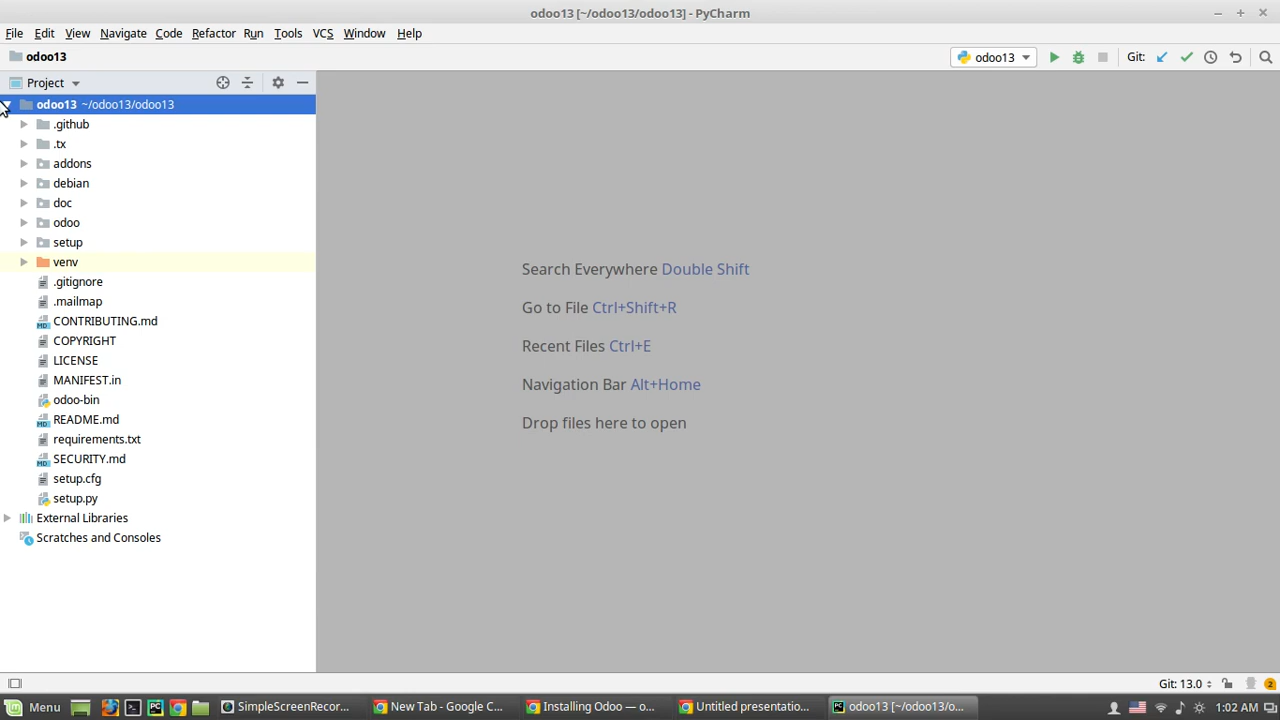 odoo13 [~/odoo13/odoo13] - PyCharm
File Edit View Navigate Code Refactor Run Tools VCS Window Help
odoo13
odoo13
Git:
Project
odoo13 ~/odoo13/odoo13
.github
.tx
addons
debian
doc
odoo
setup
venv
.gitignore
.mailmap
CONTRIBUTING.md
COPYRIGHT
LICENSE
MANIFEST.in
odoo-bin
README.md
requirements.txt
SECURITY.md
setup.cfg
setup.py
External Libraries
Scratches and Consoles
Search Everywhere Double Shift
Go to File Ctrl+Shift+R
Recent Files Ctrl+E
Navigation Bar Alt+Home
Drop files here to open
Git: 13.0
2
Menu
SimpleScreenRecor...
New Tab - Google C...
Installing Odoo — o...
Untitled presentatio...
odoo13 [~/odoo13/o...
1:02 AM